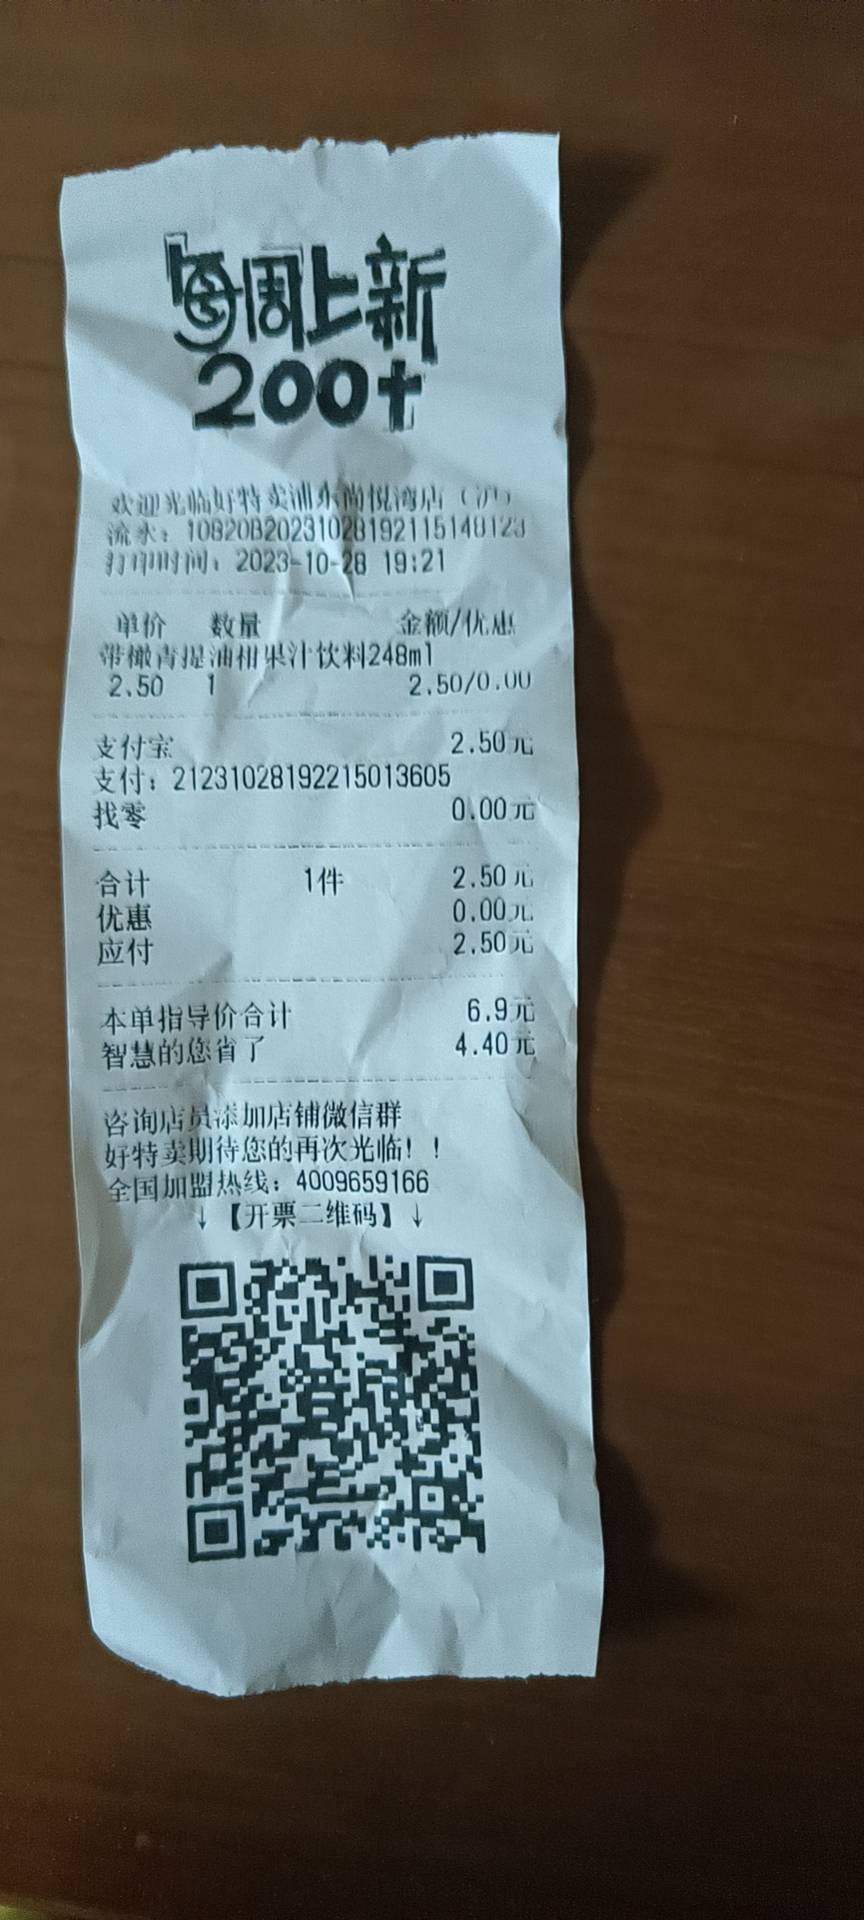 每周上新
200+
欢迎光临好特卖浦东尚悦湾店（沪）
流水：10820B20231028192115148123
打印时间：2023-10-28 19:21
单价 数量 金额/优惠
带橄青提油柑果汁饮料248ml
2.50 1 2.50/0.00
支付宝 2.50元
支付：21231028192215013605
找零 0.00元
合计 1件 2.50元
优惠 0.00元
应付 2.50元
本单指导价合计 6.9元
智慧的您省了 4.40元
咨询店员添加店铺微信群
好特卖期待您的再次光临！！
全国加盟热线：4009659166
↓【开票二维码】↓